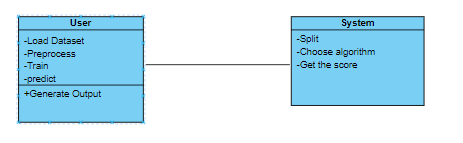 User
-Load Dataset
-Preprocess
-Train
-predict
+Generate Output
System
-Split
-Choose algorithm
-Get the score